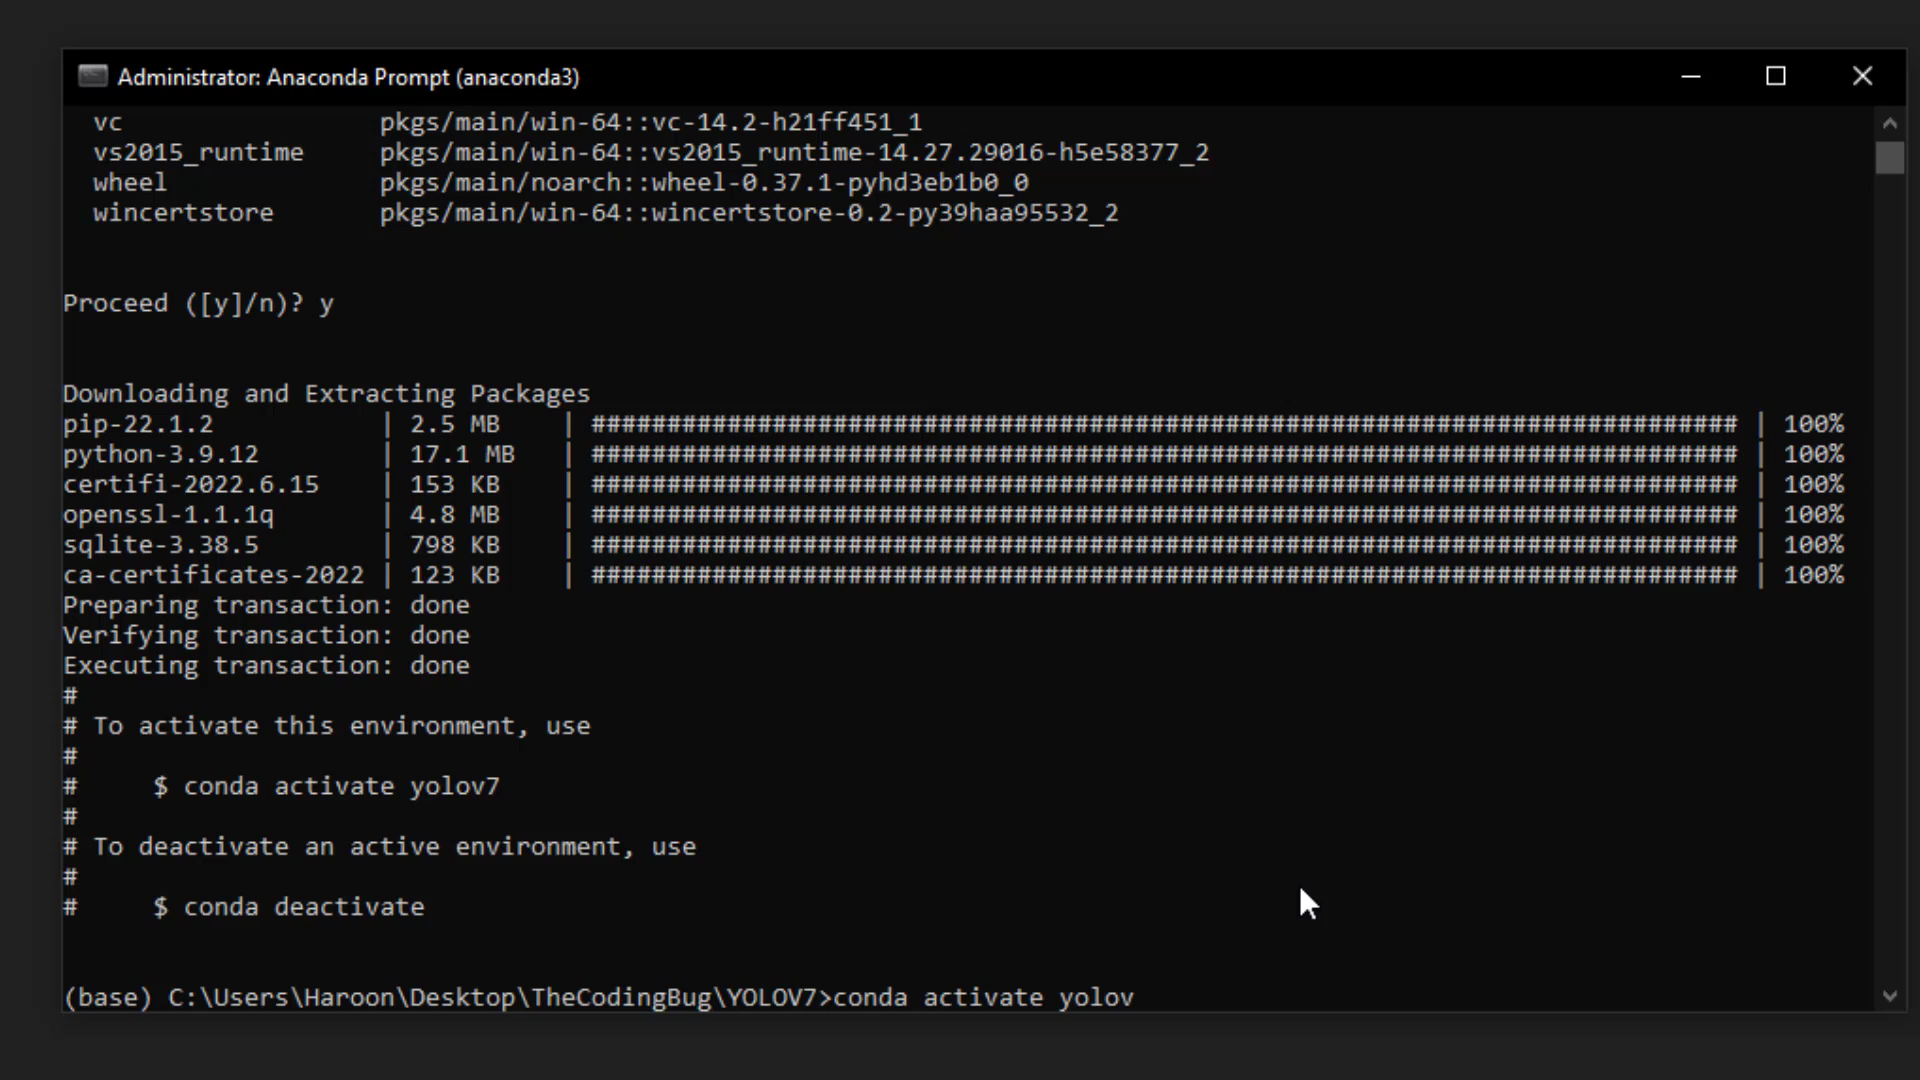 Administrator: Anaconda Prompt (anaconda3)
vc pkgs/main/win-64::vc-14.2-h21ff451_1
vs2015_runtime pkgs/main/win-64::vs2015_runtime-14.27.29016-h5e58377_2
wheel pkgs/main/noarch::wheel-0.37.1-pyhd3eb1b0_0
wincertstore pkgs/main/win-64::wincertstore-0.2-py39haa95532_2
Proceed ([y]/n)? y
Downloading and Extracting Packages
pip-22.1.2 | 2.5 MB | ############################################################################ | 100%
python-3.9.12 | 17.1 MB | ############################################################################ | 100%
certifi-2022.6.15 | 153 KB | ############################################################################ | 100%
openssl-1.1.1q | 4.8 MB | ############################################################################ | 100%
sqlite-3.38.5 | 798 KB | ############################################################################ | 100%
ca-certificates-2022 | 123 KB | ############################################################################ | 100%
Preparing transaction: done
Verifying transaction: done
Executing transaction: done
#
# To activate this environment, use
#
# $ conda activate yolov7
#
# To deactivate an active environment, use
#
# $ conda deactivate
(base) C:\Users\Haroon\Desktop\TheCodingBug\YOLOV7>conda activate yolov